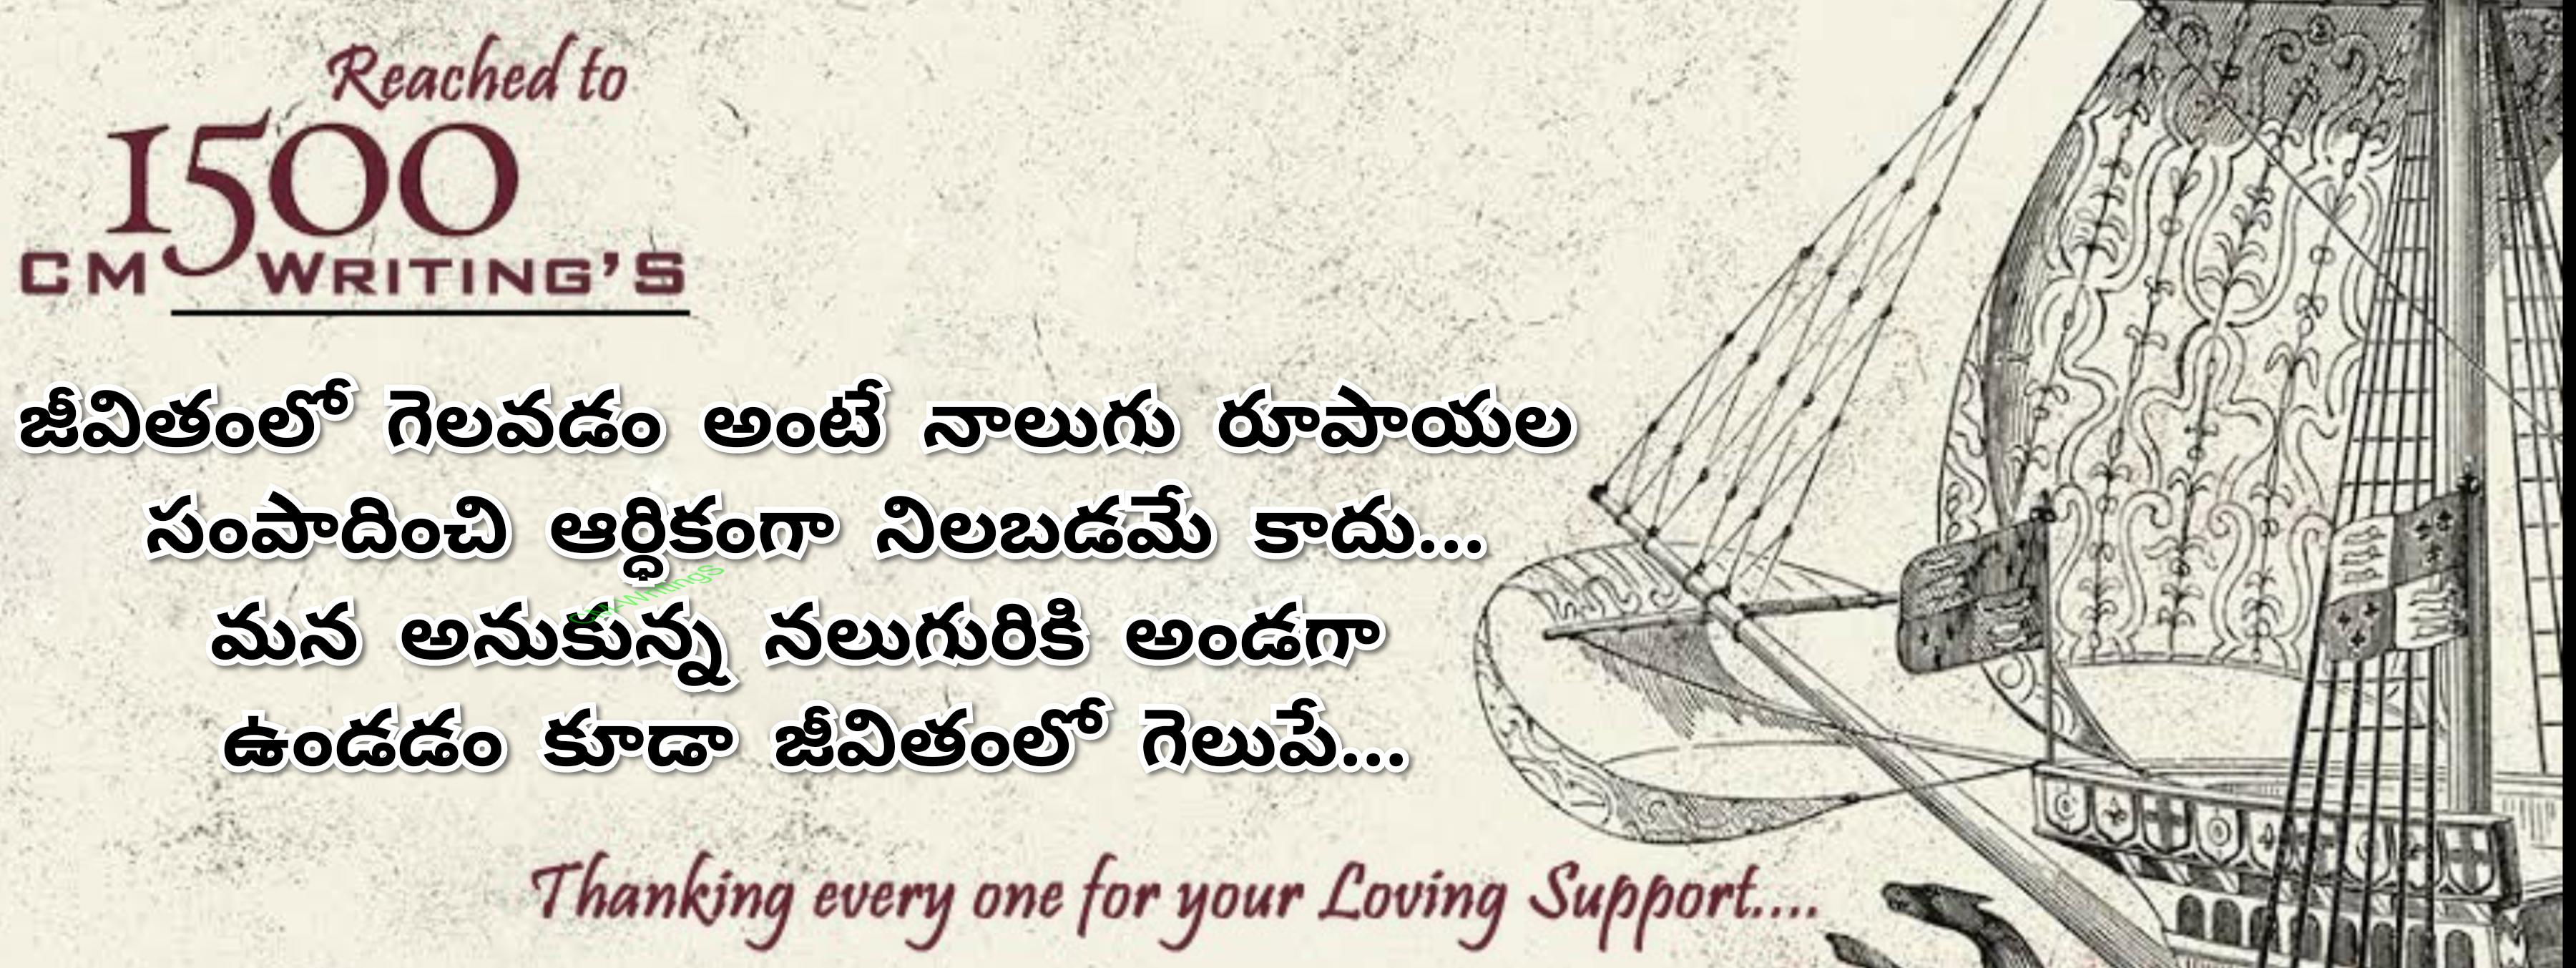 Reached to
1500
CM WRITING'S
జీవితంలో గెలవడం అంటే నాలుగు రూపాయల
సంపాదించి ఆర్ధికంగా నిలబడమే కాదు...
CMWritingS
మన అనుకున్న నలుగురికి అండగా
ఉండడం కూడా జీవితంలో గెలుపే...
Thanking every one for your Loving Support....